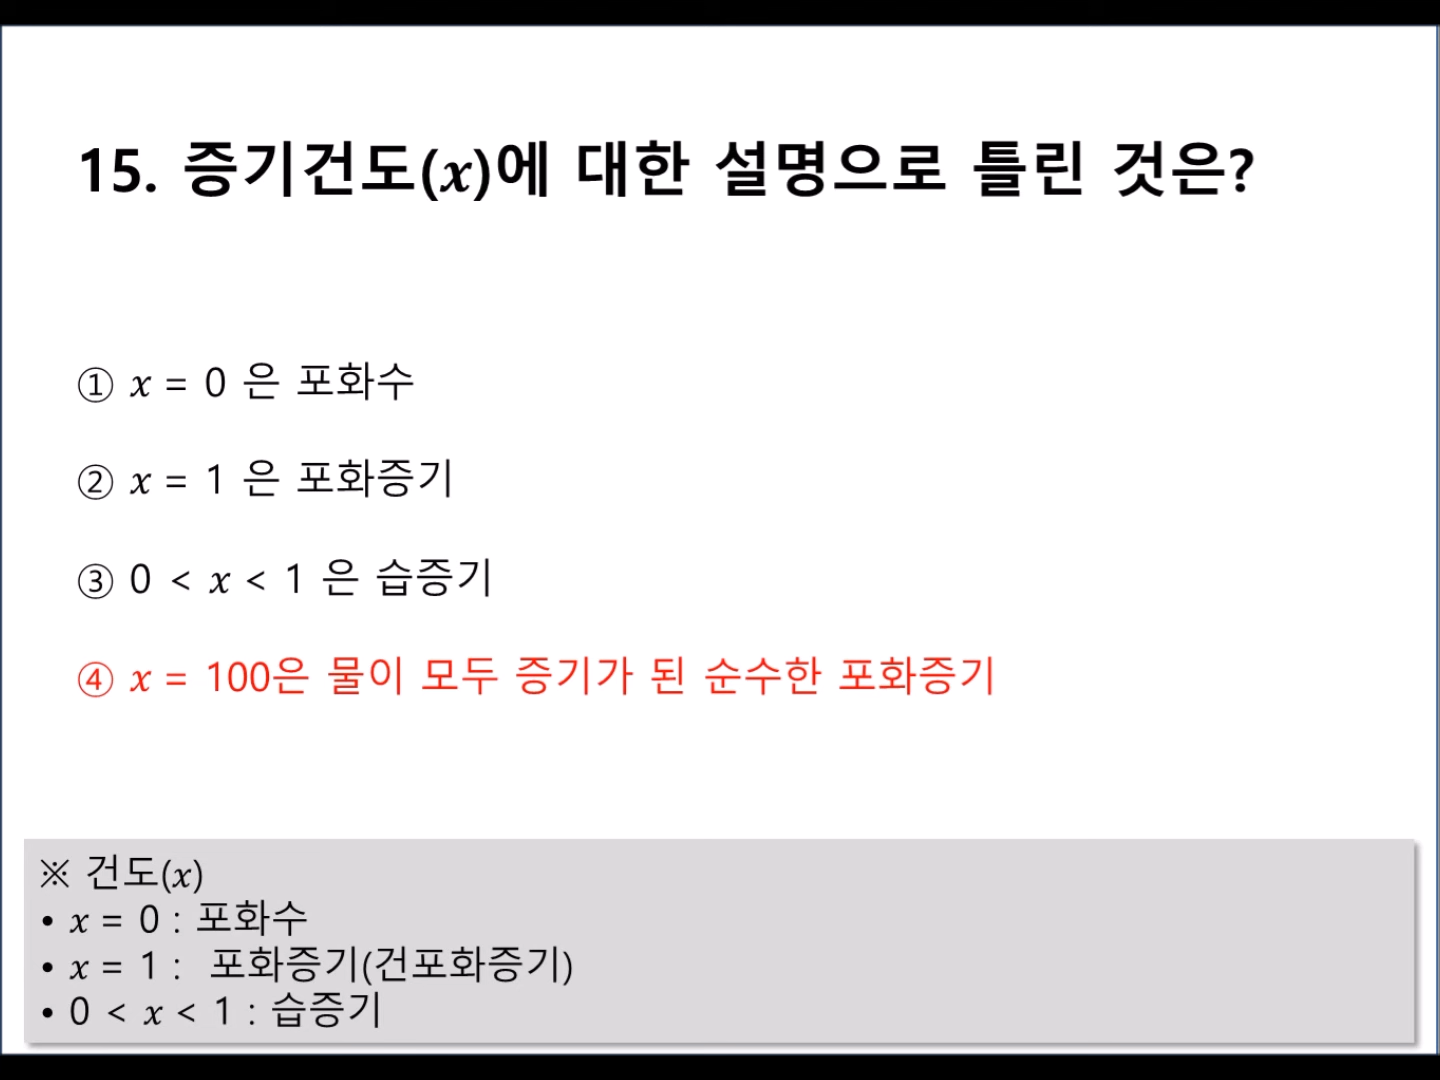 15. 증기건도(x)에 대한 설명으로 틀린 것은?
① x = 0 은 포화수
② x = 1 은 포화증기
③ 0 < x < 1 은 습증기
④ x = 100은 물이 모두 증기가 된 순수한 포화증기
※ 건도(x)
• x = 0 : 포화수
• x = 1 : 포화증기(건포화증기)
• 0 < x < 1 : 습증기